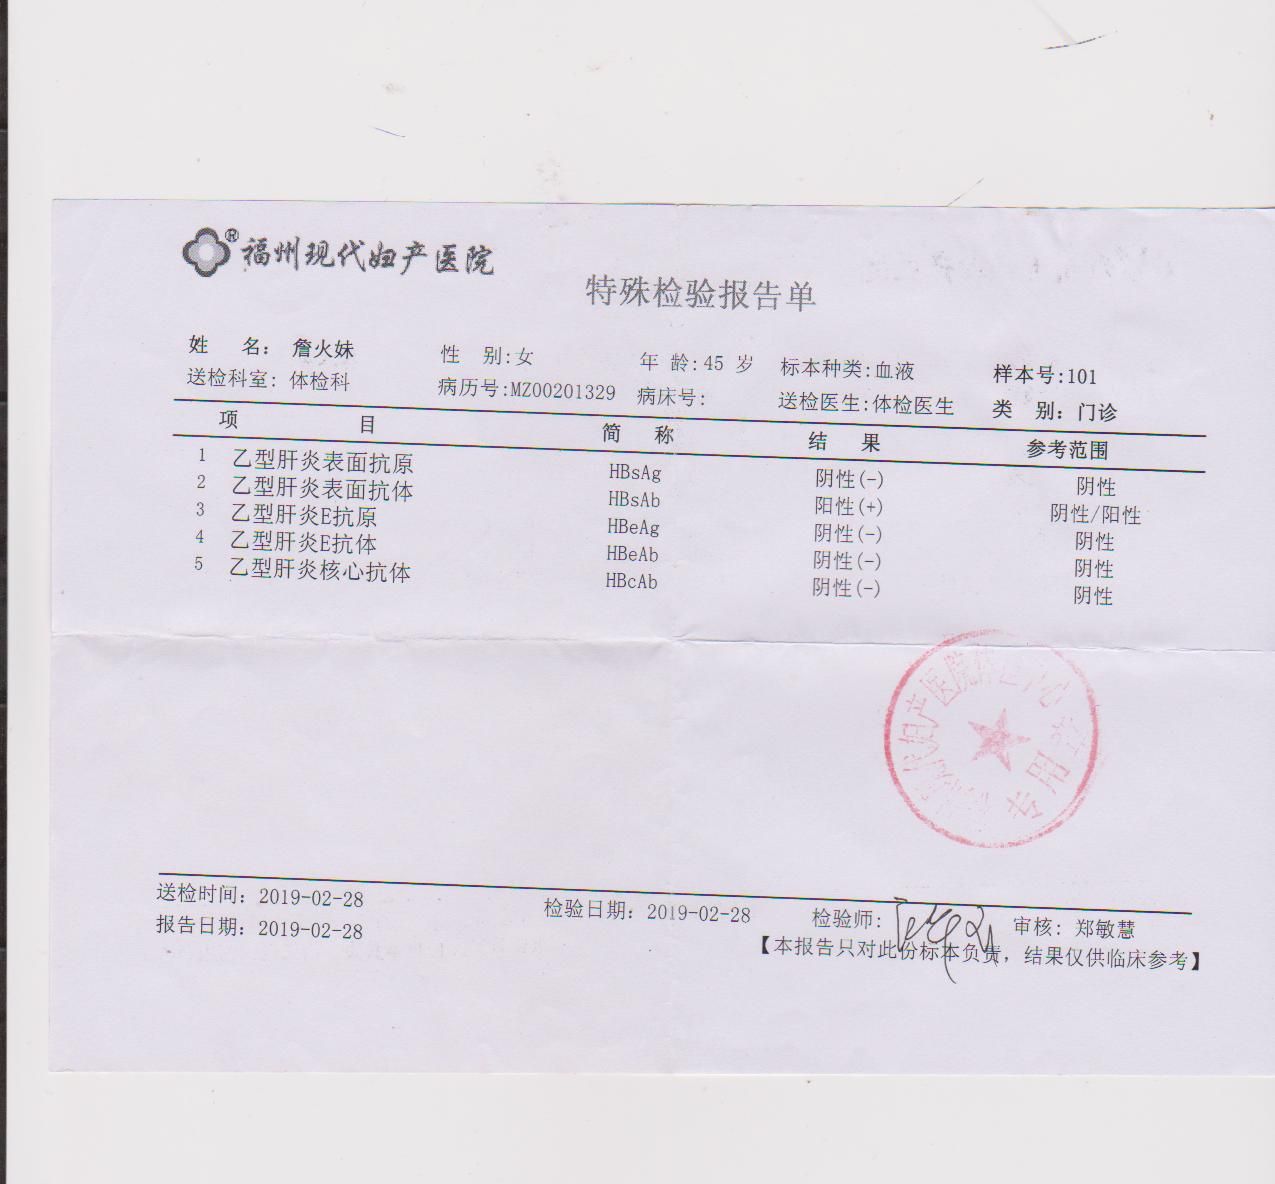 ®福州现代妇产医院
特殊检验报告单
姓 名: 詹火妹 性 别:女 年 龄:45 岁 标本种类:血液 样本号:101
送检科室: 体检科 病历号:MZ00201329 病床号: 送检医生:体检医生 类 别: 门诊
项 目 简 称 结 果 参考范围
1 乙型肝炎表面抗原 HBsAg 阴性(-) 阴性
2 乙型肝炎表面抗体 HBsAb 阳性(+) 阴性/阳性
3 乙型肝炎E抗原 HBeAg 阴性(-) 阴性
4 乙型肝炎E抗体 HBeAb 阴性(-) 阴性
5 乙型肝炎核心抗体 HBcAb 阴性(-) 阴性
妇产医院
专用章
送检时间: 2019-02-28 检验日期: 2019-02-28 检验师: 审核: 郑敏慧
报告日期: 2019-02-28 【本报告只对此份标本负责, 结果仅供临床参考】